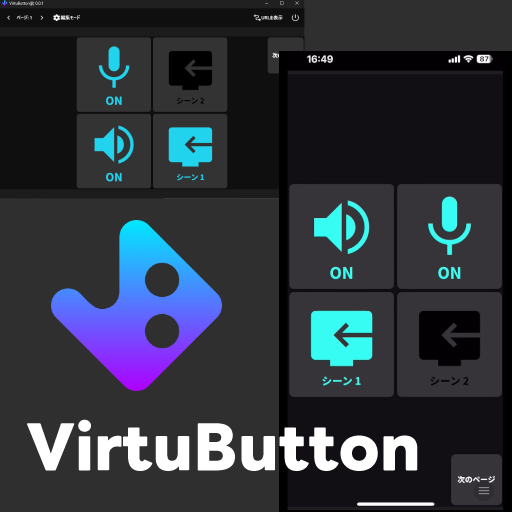 VirtuButton(β) 0.0.1
ページ: 1
編集モード
URLを表示
ON
シーン 2
ON
シーン 1
16:49
87
ON
ON
シーン 1
シーン 2
次のページ
VirtuButton